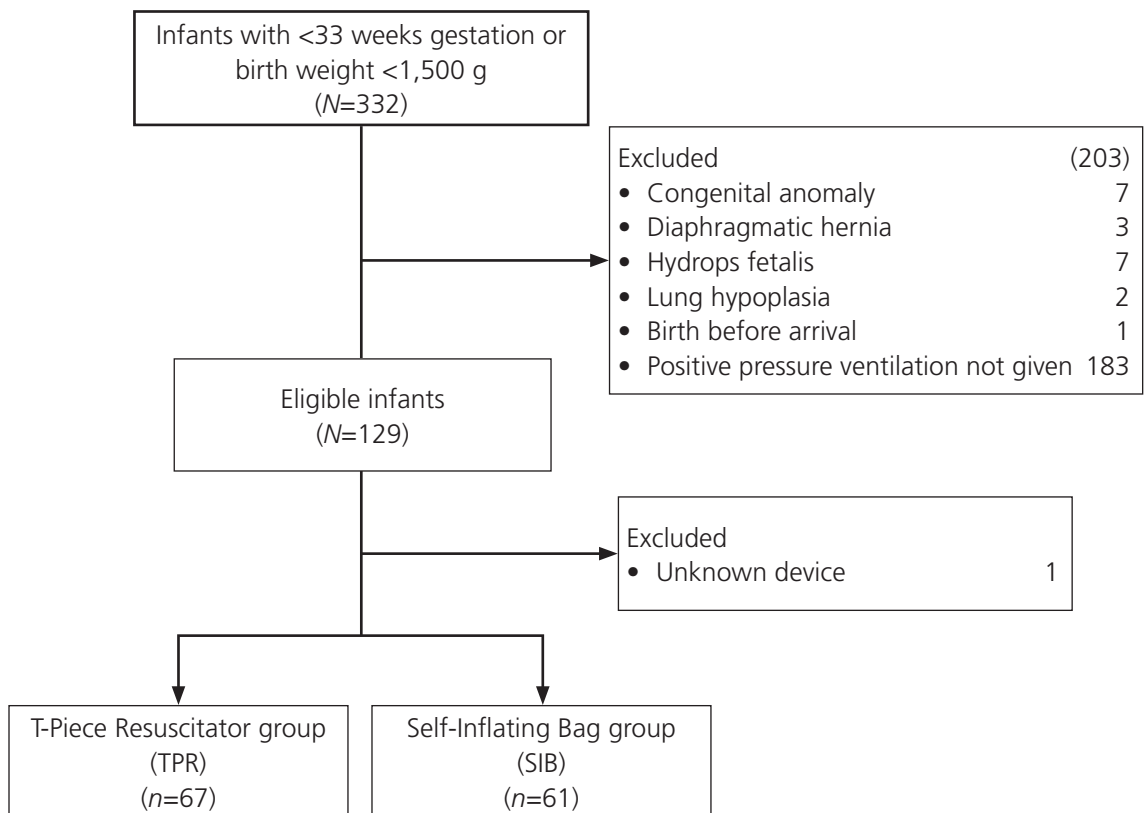 Infants with <33 weeks gestation or
birth weight <1,500 g
(N=332)
Excluded (203)
• Congenital anomaly 7
• Diaphragmatic hernia 3
• Hydrops fetalis 7
• Lung hypoplasia 2
• Birth before arrival 1
• Positive pressure ventilation not given 183
Eligible infants
(N=129)
Excluded
• Unknown device 1
T-Piece Resuscitator group
(TPR)
(n=67)
Self-Inflating Bag group
(SIB)
(n=61)